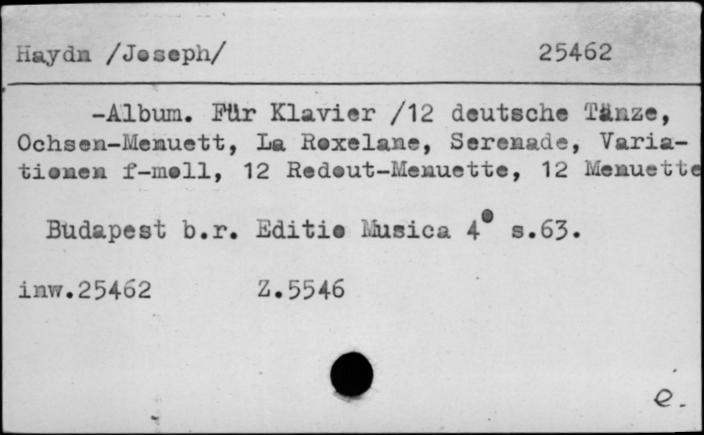 Haydn /Joseph/ 25462
-Album. Für Klavier /12 deutsche Tänze,
Ochsen-Menuett, La Roxelane, Serenade, Varia-
tionen f-moll, 12 Redout-Menuette, 12 Menuette
Budapest b.r. Editio Musica 4° s.63.
inw.25462 Z.5546
e.